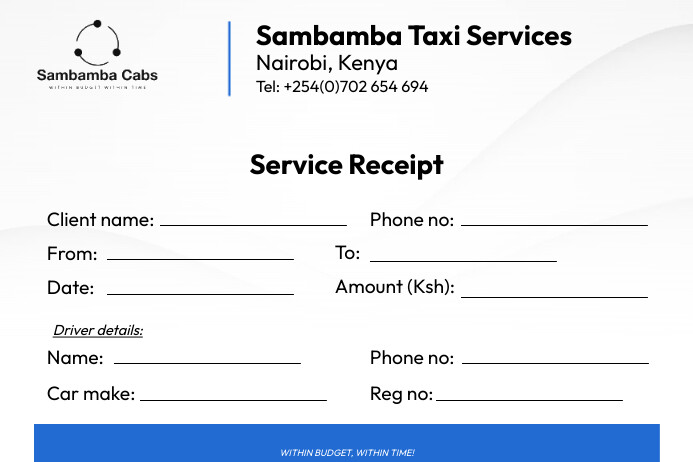 Sambamba Cabs
WITHIN BUDGET WITHIN TIME
Sambamba Taxi Services
Nairobi, Kenya
Tel: +254(0)702 654 694
Service Receipt
Client name: Phone no:
From: To:
Date: Amount (Ksh):
Driver details:
Name: Phone no:
Car make: Reg no:
WITHIN BUDGET, WITHIN TIME!